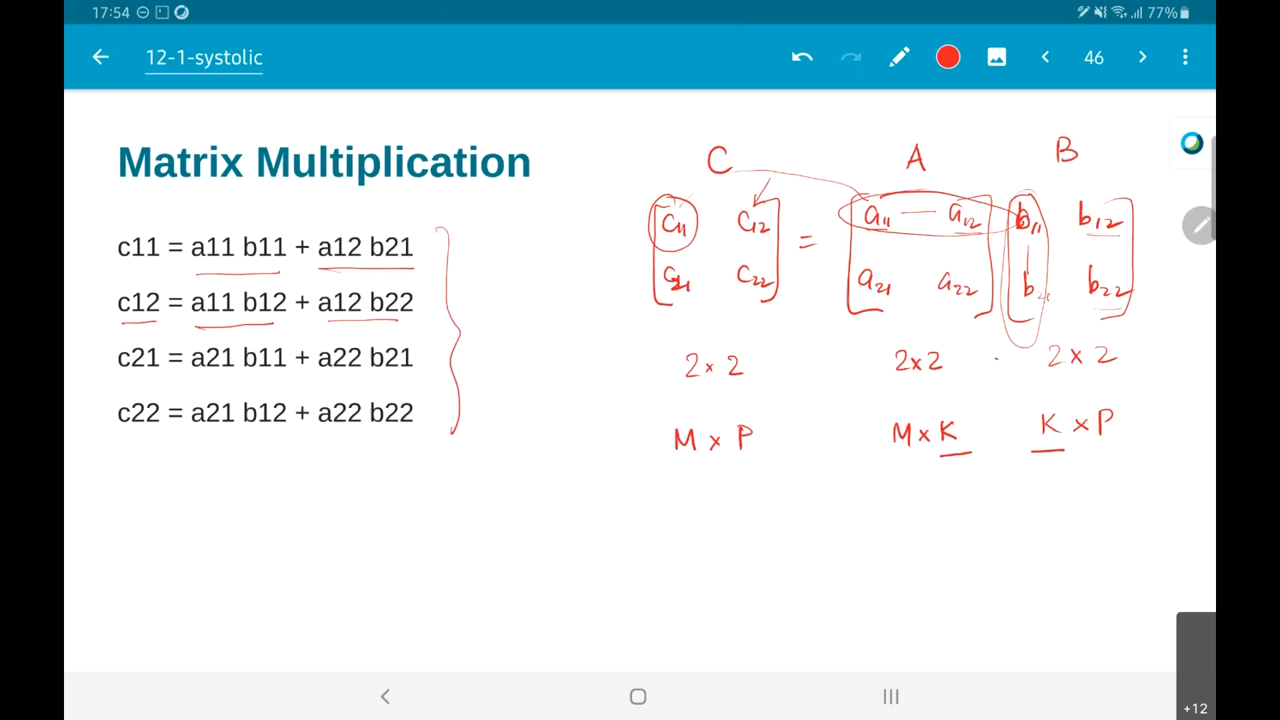 17:54 77%
12-1-systolic 46
Matrix Multiplication
c11 = a11 b11 + a12 b21
c12 = a11 b12 + a12 b22
c21 = a21 b11 + a22 b21
c22 = a21 b12 + a22 b22
C A B
C11 C12 = a11 a12 b11 b12
C21 C22 a21 a22 b21 b22
2 × 2 2×2 · 2 × 2
M × P M × K K × P
+12